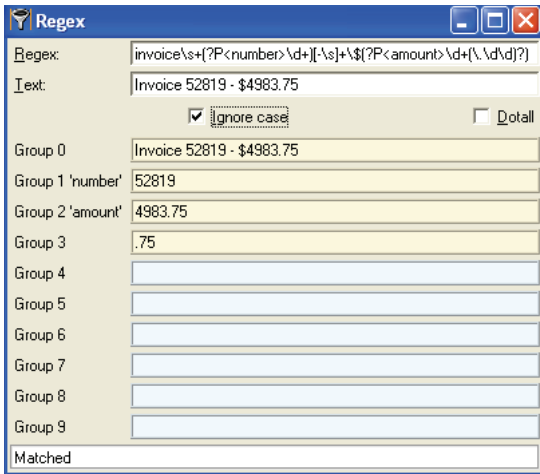 Regex
Regex: invoice\s+(?P<number>\d+)[-\s]+\$(?P<amount>\d+(\.\d\d)?)
Text: Invoice 52819 - $4983.75
Ignore case Dotall
Group 0 Invoice 52819 - $4983.75
Group 1 'number' 52819
Group 2 'amount' 4983.75
Group 3 .75
Group 4
Group 5
Group 6
Group 7
Group 8
Group 9
Matched